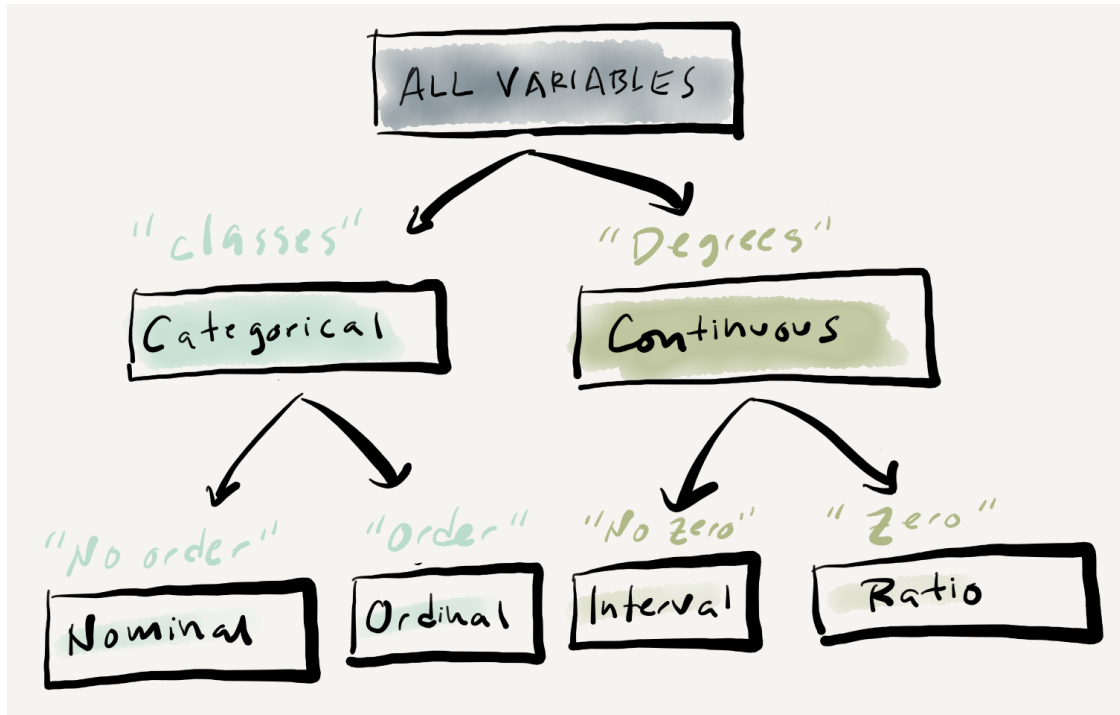 ALL VARIABLES
"classes"
"Degrees"
Categorical
Continuous
"No order"
"Order"
"No zero"
"Zero"
Nominal
Ordinal
Interval
Ratio